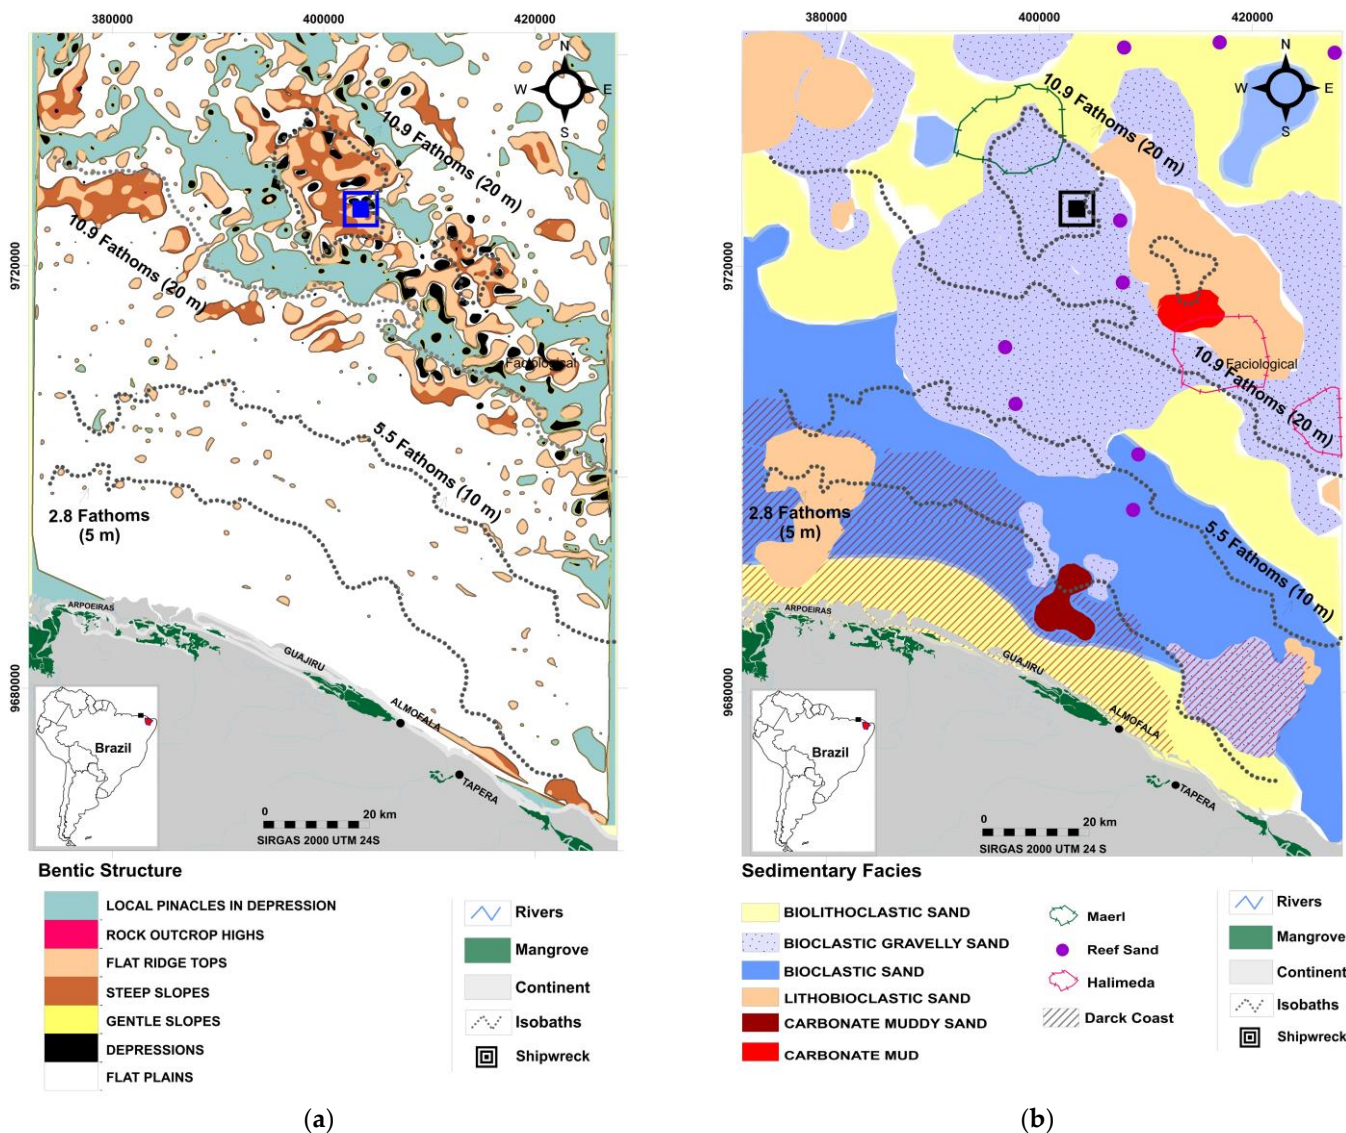 380000 400000 420000
N
W E
S
10.9 Fathoms (20 m)
10.9 Fathoms (20 m)
9720000
Faciological
5.5 Fathoms (10 m)
2.8 Fathoms
(5 m)
ARPOEIRAS
GUAJIRU
9680000
ALMOFALA
Brazil
TAPERA
0 20 km
SIRGAS 2000 UTM 24S
Bentic Structure
LOCAL PINACLES IN DEPRESSION
ROCK OUTCROP HIGHS
FLAT RIDGE TOPS
STEEP SLOPES
GENTLE SLOPES
DEPRESSIONS
FLAT PLAINS
Rivers
Mangrove
Continent
Isobaths
Shipwreck
(a)
380000 400000 420000
N
W E
S
10.9 Fathoms (20 m)
9720000
Faciological
10.9 Fathoms (20 m)
2.8 Fathoms
(5 m)
5.5 Fathoms (10 m)
ARPOEIRAS
GUAJIRU
9680000
ALMOFALA
Brazil
TAPERA
0 20 km
SIRGAS 2000 UTM 24 S
Sedimentary Facies
BIOLITHOCLASTIC SAND
BIOCLASTIC GRAVELLY SAND
BIOCLASTIC SAND
LITHOBIOCLASTIC SAND
CARBONATE MUDDY SAND
CARBONATE MUD
Maerl
Reef Sand
Halimeda
Darck Coast
Rivers
Mangrove
Continent
Isobaths
Shipwreck
(b)